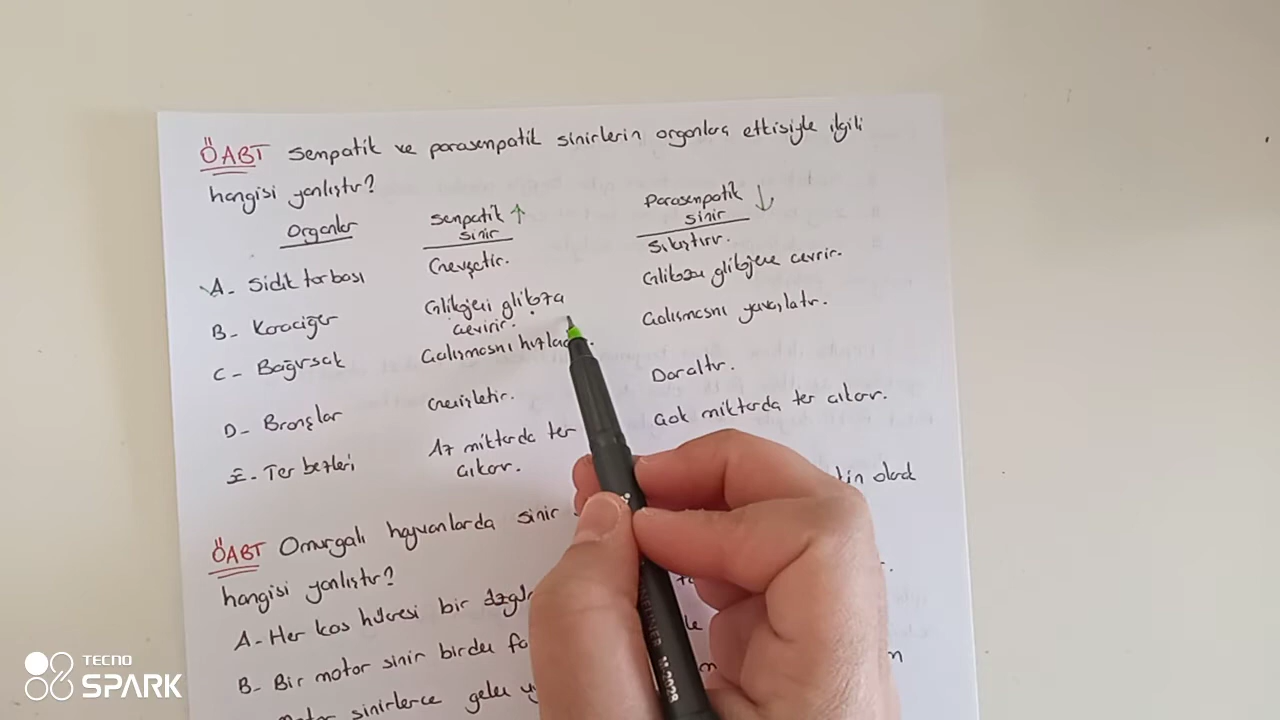 ÖABT Sempatik ve parasempatik sinirlerin organlara etkisiyle ilgili
hangisi yanlıştır?
Organlar
Sempatik ↑
sinir
Parasempatik ↓
sinir
A- Sidik torbası
Gevşetir.
Sıkıştırır.
B- Karaciğer
Glikojeni glikoza
çevirir.
Glikozu glikojene çevirir.
C- Bağırsak
Çalışmasını
Çalışmasını yavaşlatır.
D- Bronşlar
Genişletir.
Daraltır.
E- Ter bezleri
Az miktarda ter
çıkar.
Çok miktarda ter çıkar.
ÖABT Omurgalı hayvanlarda sinir
hangisi yanlıştır?
A- Her kas hücresi bir
B- Bir motor sinir birden
sinirlerce gelen
TECNO
SPARK